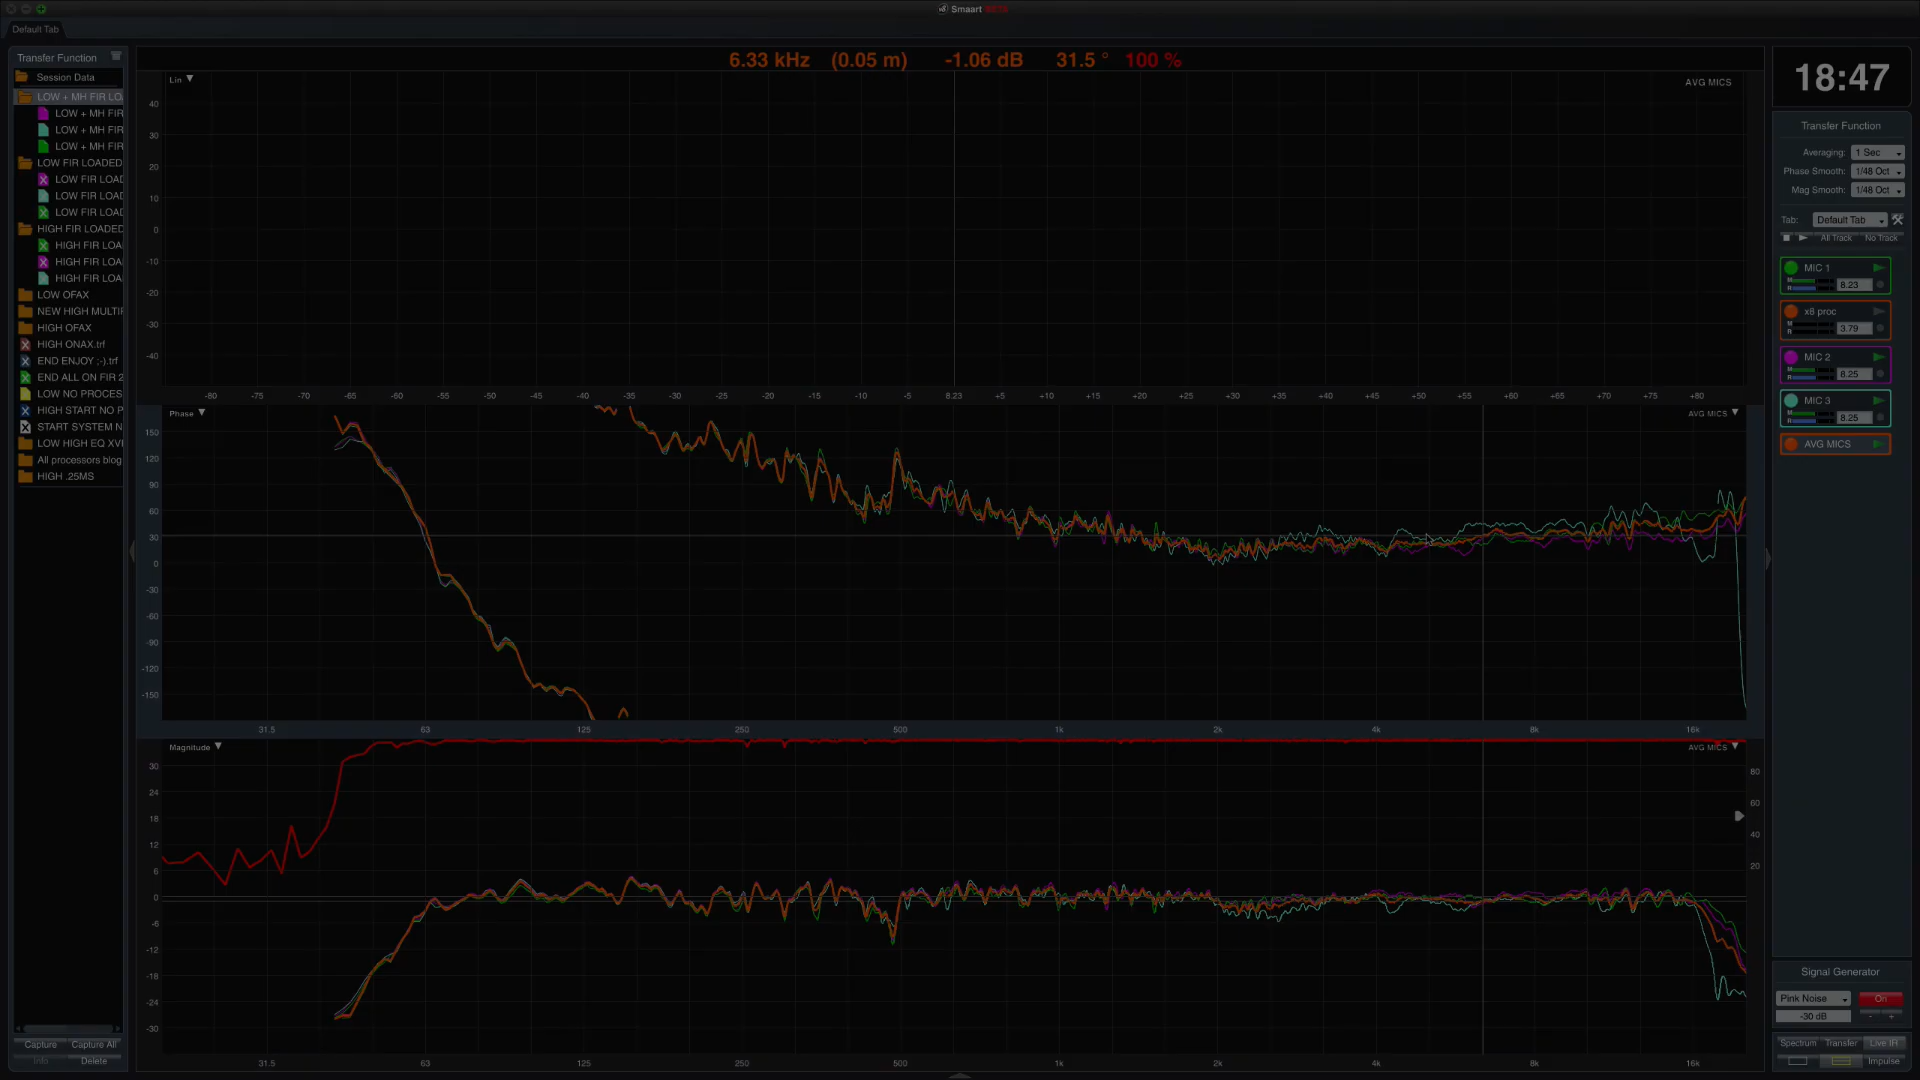 Smaart
Default Tab
6.33 kHz (0.05 m) -1.06 dB 31.5 ° 100 %
18:47
Transfer Function
Session Data
LOW + MH FIR LOA
LOW + MH FIR
LOW + MH FIR
LOW + MH FIR
LOW FIR LOADED
LOW FIR LOAD
LOW FIR LOAD
LOW FIR LOAD
HIGH FIR LOADED
HIGH FIR LOA
HIGH FIR LOA
HIGH FIR LOA
LOW OFAX
NEW HIGH MULTIF
HIGH OFAX
HIGH ONAX.trf
END ENJOY ;-).trf
END ALL ON FIR 2
LOW NO PROCES
HIGH START NO P
START SYSTEM N
LOW HIGH EQ XV
All processors blog
HIGH .25MS
Capture Capture All
Info Delete
Lin AVG MICS
40
30
20
10
0
-10
-20
-30
-40
-80 -75 -70 -65 -60 -55 -50 -45 -40 -35 -30 -25 -20 -15 -10 -5 8.23 +5 +10 +15 +20 +25 +30 +35 +40 +45 +50 +55 +60 +65 +70 +75 +80
Phase AVG MICS
150
120
90
60
30
0
-30
-60
-90
-120
-150
31.5 63 125 250 500 1k 2k 4k 8k 16k
Magnitude AVG MICS
30
24
18
12
6
0
-6
-12
-18
-24
-30
80
60
40
20
31.5 63 125 250 500 1k 2k 4k 8k 16k
Transfer Function
Averaging: 1 Sec
Phase Smooth: 1/48 Oct
Mag Smooth: 1/48 Oct
Tab: Default Tab
All Track No Track
MIC 1
M
R 8.23
x8 proc
M
R 3.79
MIC 2
M
R 8.25
MIC 3
M
R 8.25
AVG MICS
Signal Generator
Pink Noise On
-30 dB - +
Spectrum Transfer Live IR
Impulse